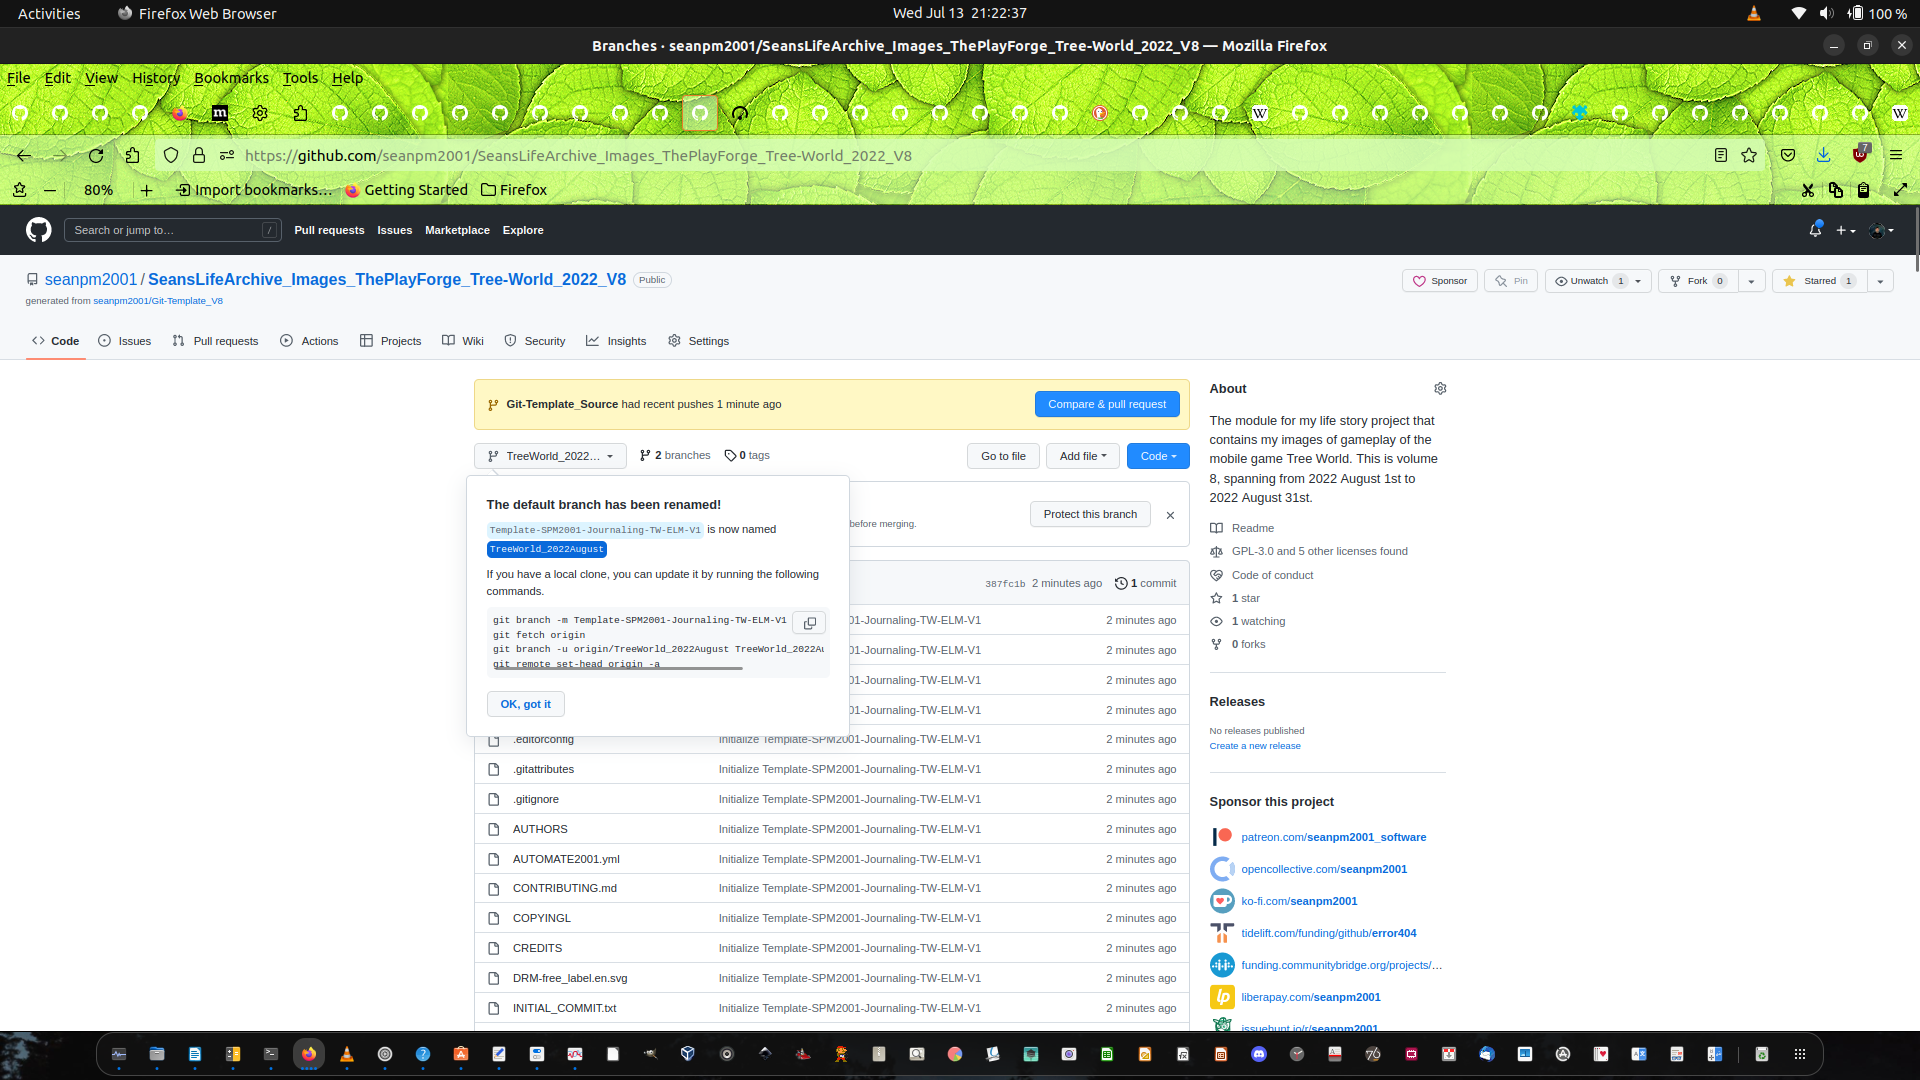 Activities
Firefox Web Browser
Wed Jul 13 21:22:37
100 %
Branches · seanpm2001/SeansLifeArchive_Images_ThePlayForge_Tree-World_2022_V8 — Mozilla Firefox
File Edit View History Bookmarks Tools Help
https://github.com/seanpm2001/SeansLifeArchive_Images_ThePlayForge_Tree-World_2022_V8
7
80%
Import bookmarks…
Getting Started
Firefox
Search or jump to…
/
Pull requests
Issues
Marketplace
Explore
seanpm2001 / SeansLifeArchive_Images_ThePlayForge_Tree-World_2022_V8
Public
Sponsor
Pin
Unwatch 1
Fork 0
Starred 1
generated from seanpm2001/Git-Template_V8
Code
Issues
Pull requests
Actions
Projects
Wiki
Security
Insights
Settings
Git-Template_Source had recent pushes 1 minute ago
Compare & pull request
TreeWorld_2022…
2 branches
0 tags
Go to file
Add file
Code
The default branch has been renamed!
Template-SPM2001-Journaling-TW-ELM-V1 is now named
TreeWorld_2022August
If you have a local clone, you can update it by running the following
commands.
git branch -m Template-SPM2001-Journaling-TW-ELM-V1
git fetch origin
git branch -u origin/TreeWorld_2022August TreeWorld_2022Au
git remote set-head origin -a
OK, got it
before merging.
Protect this branch
387fc1b 2 minutes ago
1 commit
01-Journaling-TW-ELM-V1 2 minutes ago
01-Journaling-TW-ELM-V1 2 minutes ago
01-Journaling-TW-ELM-V1 2 minutes ago
01-Journaling-TW-ELM-V1 2 minutes ago
.editorconfig Initialize Template-SPM2001-Journaling-TW-ELM-V1 2 minutes ago
.gitattributes Initialize Template-SPM2001-Journaling-TW-ELM-V1 2 minutes ago
.gitignore Initialize Template-SPM2001-Journaling-TW-ELM-V1 2 minutes ago
AUTHORS Initialize Template-SPM2001-Journaling-TW-ELM-V1 2 minutes ago
AUTOMATE2001.yml Initialize Template-SPM2001-Journaling-TW-ELM-V1 2 minutes ago
CONTRIBUTING.md Initialize Template-SPM2001-Journaling-TW-ELM-V1 2 minutes ago
COPYINGL Initialize Template-SPM2001-Journaling-TW-ELM-V1 2 minutes ago
CREDITS Initialize Template-SPM2001-Journaling-TW-ELM-V1 2 minutes ago
DRM-free_label.en.svg Initialize Template-SPM2001-Journaling-TW-ELM-V1 2 minutes ago
INITIAL_COMMIT.txt Initialize Template-SPM2001-Journaling-TW-ELM-V1 2 minutes ago
About
The module for my life story project that
contains my images of gameplay of the
mobile game Tree World. This is volume
8, spanning from 2022 August 1st to
2022 August 31st.
Readme
GPL-3.0 and 5 other licenses found
Code of conduct
1 star
1 watching
0 forks
Releases
No releases published
Create a new release
Sponsor this project
patreon.com/seanpm2001_software
opencollective.com/seanpm2001
ko-fi.com/seanpm2001
tidelift.com/funding/github/error404
funding.communitybridge.org/projects/…
liberapay.com/seanpm2001
issuehunt.io/r/seanpm2001